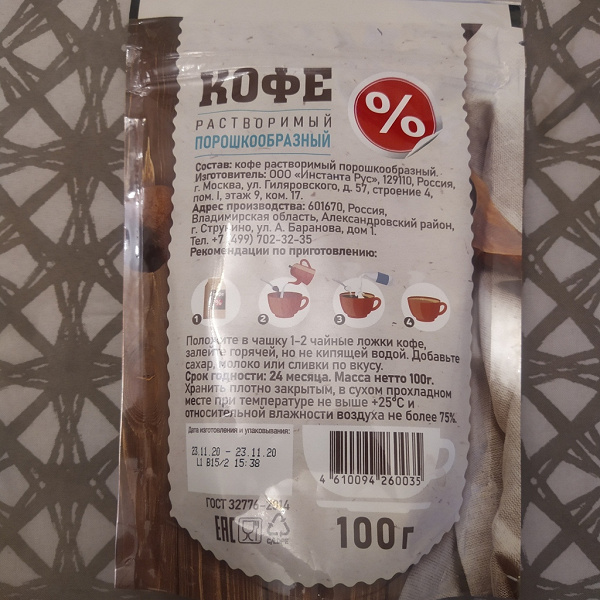 КОФЕ
%
РАСТВОРИМЫЙ
ПОРОШКООБРАЗНЫЙ
Состав: кофе растворимый порошкообразный.
Изготовитель: ООО «Инстанта Рус», 129110, Россия,
г. Москва, ул. Гиляровского, д. 57, строение 4,
пом. I, этаж 9, ком. 17.
Адрес производства: 601670, Россия,
Владимирская область, Александровский район,
г. Струнино, ул. А. Баранова, дом 1.
Тел. +7 (499) 702-32-35
Рекомендации по приготовлению:
1 2 3 4
Положите в чашку 1-2 чайные ложки кофе,
залейте горячей, но не кипящей водой. Добавьте
сахар, молоко или сливки по вкусу.
Срок годности: 24 месяца. Масса нетто 100г.
Хранить плотно закрытым, в сухом прохладном
месте при температуре не выше +25°С и
относительной влажности воздуха не более 75%.
Дата изготовления и упаковывания:
23.11.20 - 23.11.20
L1 B15/2 15:38
4 610094 260035
ГОСТ 32776-2014
EAC
C/LDPE
100г